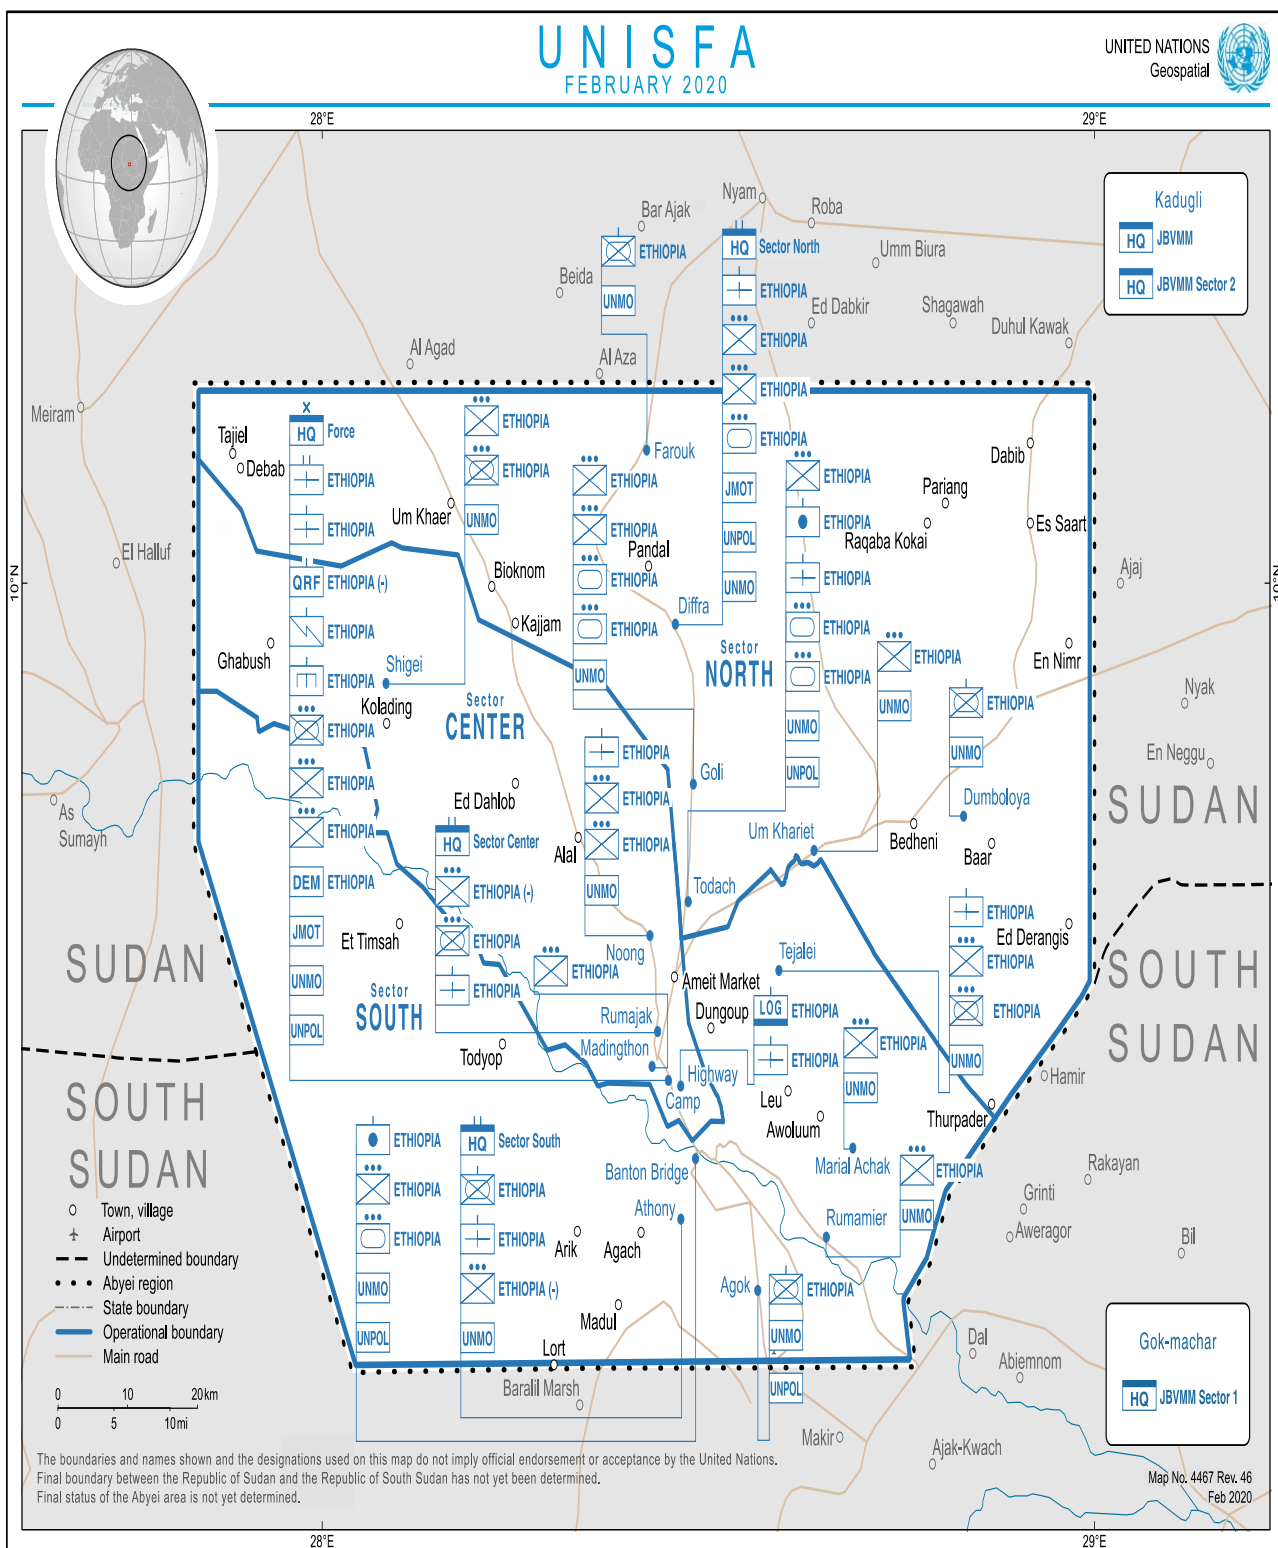 UNISFA
FEBRUARY 2020
UNITED NATIONS
Geospatial
28°E
29°E
Kadugli
HQ JBVMM
HQ JBVMM Sector 2
Nyam
Roba
Bar Ajak
ETHIOPIA
UNMO
HQ Sector North
ETHIOPIA
ETHIOPIA
ETHIOPIA
ETHIOPIA
JMOT
UNPOL
UNMO
Umm Biura
Beida
Ed Dabkir
Shagawah
Duhul Kawak
Al Agad
Al Aza
Meiram
Tajiel
Debab
HQ Force
ETHIOPIA
ETHIOPIA
QRF ETHIOPIA (-)
ETHIOPIA
ETHIOPIA
ETHIOPIA
ETHIOPIA
ETHIOPIA
DEM ETHIOPIA
JMOT
UNMO
UNPOL
ETHIOPIA
ETHIOPIA
UNMO
Farouk
ETHIOPIA
ETHIOPIA
ETHIOPIA
ETHIOPIA
UNMO
ETHIOPIA
ETHIOPIA
ETHIOPIA
ETHIOPIA
ETHIOPIA
UNMO
UNPOL
Dabib
Pariang
Es Saart
Raqaba Kokai
Um Khaer
Pandal
El Halluf
10°N
10°N
Ajaj
Bioknom
Kajjam
Diffra
Ghabush
Shigei
Kolading
Sector
CENTER
Sector
NORTH
ETHIOPIA
UNMO
En Nimr
ETHIOPIA
UNMO
Nyak
En Neggu
ETHIOPIA
ETHIOPIA
ETHIOPIA
UNMO
Goli
Ed Dahlob
As
Sumayh
Dumboloya
SUDAN
Um Khariet
Bedheni
Baar
Alal
HQ Sector Center
ETHIOPIA (-)
ETHIOPIA
ETHIOPIA
Todach
ETHIOPIA
ETHIOPIA
ETHIOPIA
UNMO
Ed Derangis
Et Timsah
SUDAN
Noong
Tejalei
SOUTH
SUDAN
ETHIOPIA
Ameit Market
Sector
SOUTH
Rumajak
Dungoup
LOG ETHIOPIA
ETHIOPIA
ETHIOPIA
UNMO
Todyop
Madingthon
Highway
Camp
Leu
Awoluum
Hamir
Thurpader
SOUTH
SUDAN
ETHIOPIA
ETHIOPIA
ETHIOPIA
UNMO
UNPOL
HQ Sector South
ETHIOPIA
ETHIOPIA
ETHIOPIA (-)
UNMO
Banton Bridge
Marial Achak
ETHIOPIA
UNMO
Rakayan
Athony
Rumamier
Grinti
Aweragor
Bil
Arik
Agach
Agok
ETHIOPIA
UNMO
UNPOL
Madul
Lort
Baralil Marsh
Dal
Abiemnom
Makir
Ajak-Kwach
Gok-machar
HQ JBVMM Sector 1
Town, village
Airport
Undetermined boundary
Abyei region
State boundary
Operational boundary
Main road
0 10 20 km
0 5 10 mi
The boundaries and names shown and the designations used on this map do not imply official endorsement or acceptance by the United Nations.
Final boundary between the Republic of Sudan and the Republic of South Sudan has not yet been determined.
Final status of the Abyei area is not yet determined.
Map No. 4467 Rev. 46
Feb 2020
28°E
29°E